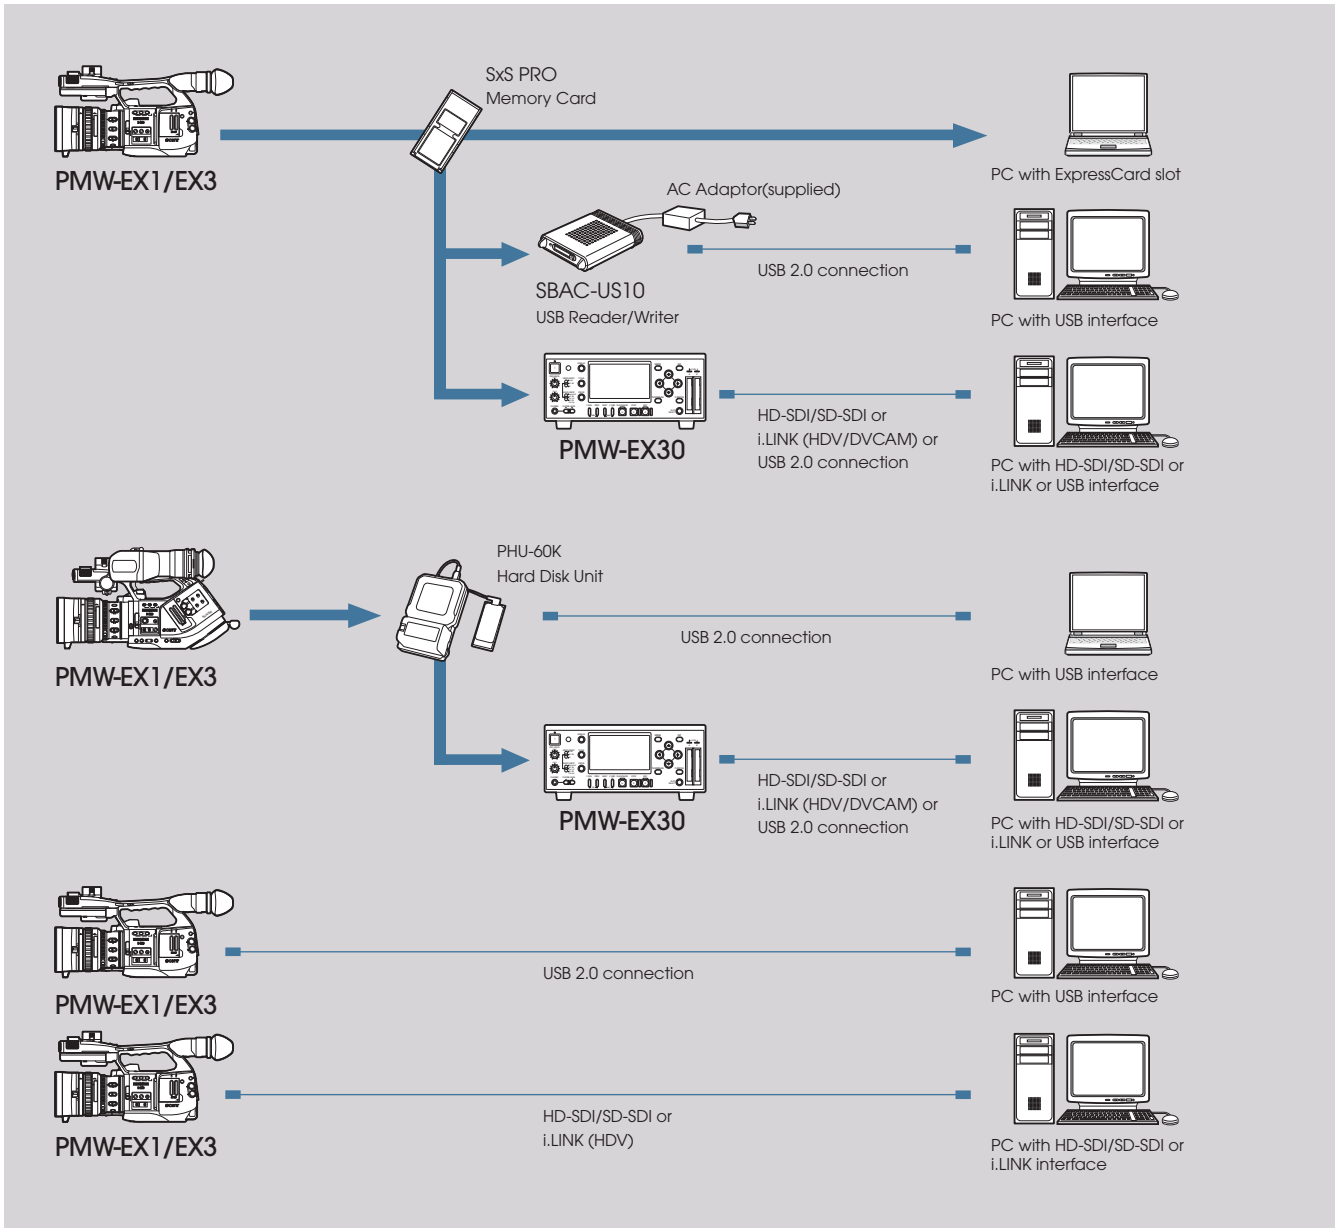 SxS PRO
Memory Card
PMW-EX1/EX3
PC with ExpressCard slot
AC Adaptor(supplied)
USB 2.0 connection
SBAC-US10
USB Reader/Writer
PC with USB interface
PMW-EX30
HD-SDI/SD-SDI or
i.LINK (HDV/DVCAM) or
USB 2.0 connection
PC with HD-SDI/SD-SDI or
i.LINK or USB interface
PHU-60K
Hard Disk Unit
PMW-EX1/EX3
USB 2.0 connection
PC with USB interface
PMW-EX30
HD-SDI/SD-SDI or
i.LINK (HDV/DVCAM) or
USB 2.0 connection
PC with HD-SDI/SD-SDI or
i.LINK or USB interface
PMW-EX1/EX3
USB 2.0 connection
PC with USB interface
PMW-EX1/EX3
HD-SDI/SD-SDI or
i.LINK (HDV)
PC with HD-SDI/SD-SDI or
i.LINK interface